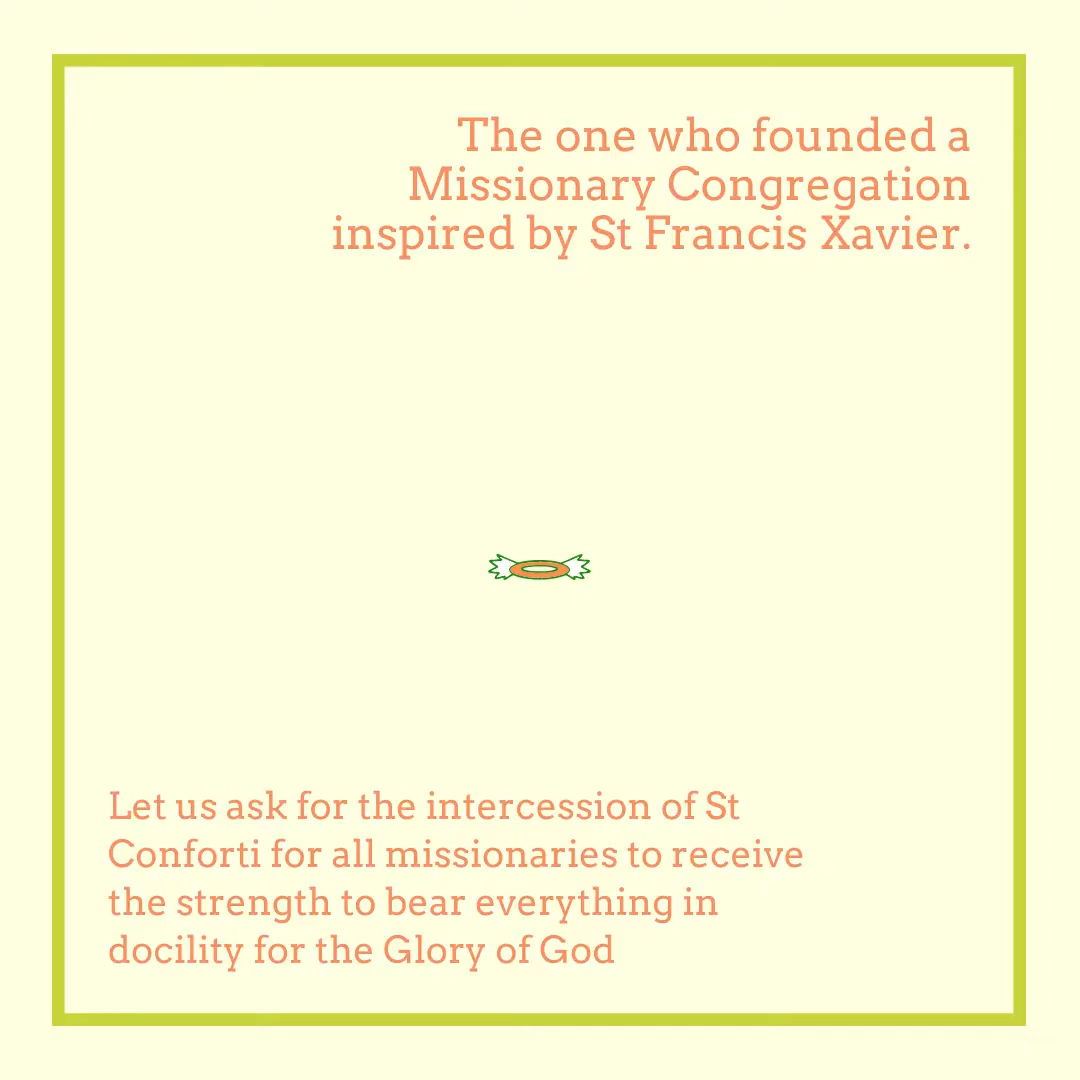 The one who founded a
Missionary Congregation
inspired by St Francis Xavier.
Let us ask for the intercession of St
Conforti for all missionaries to receive
the strength to bear everything in
docility for the Glory of God